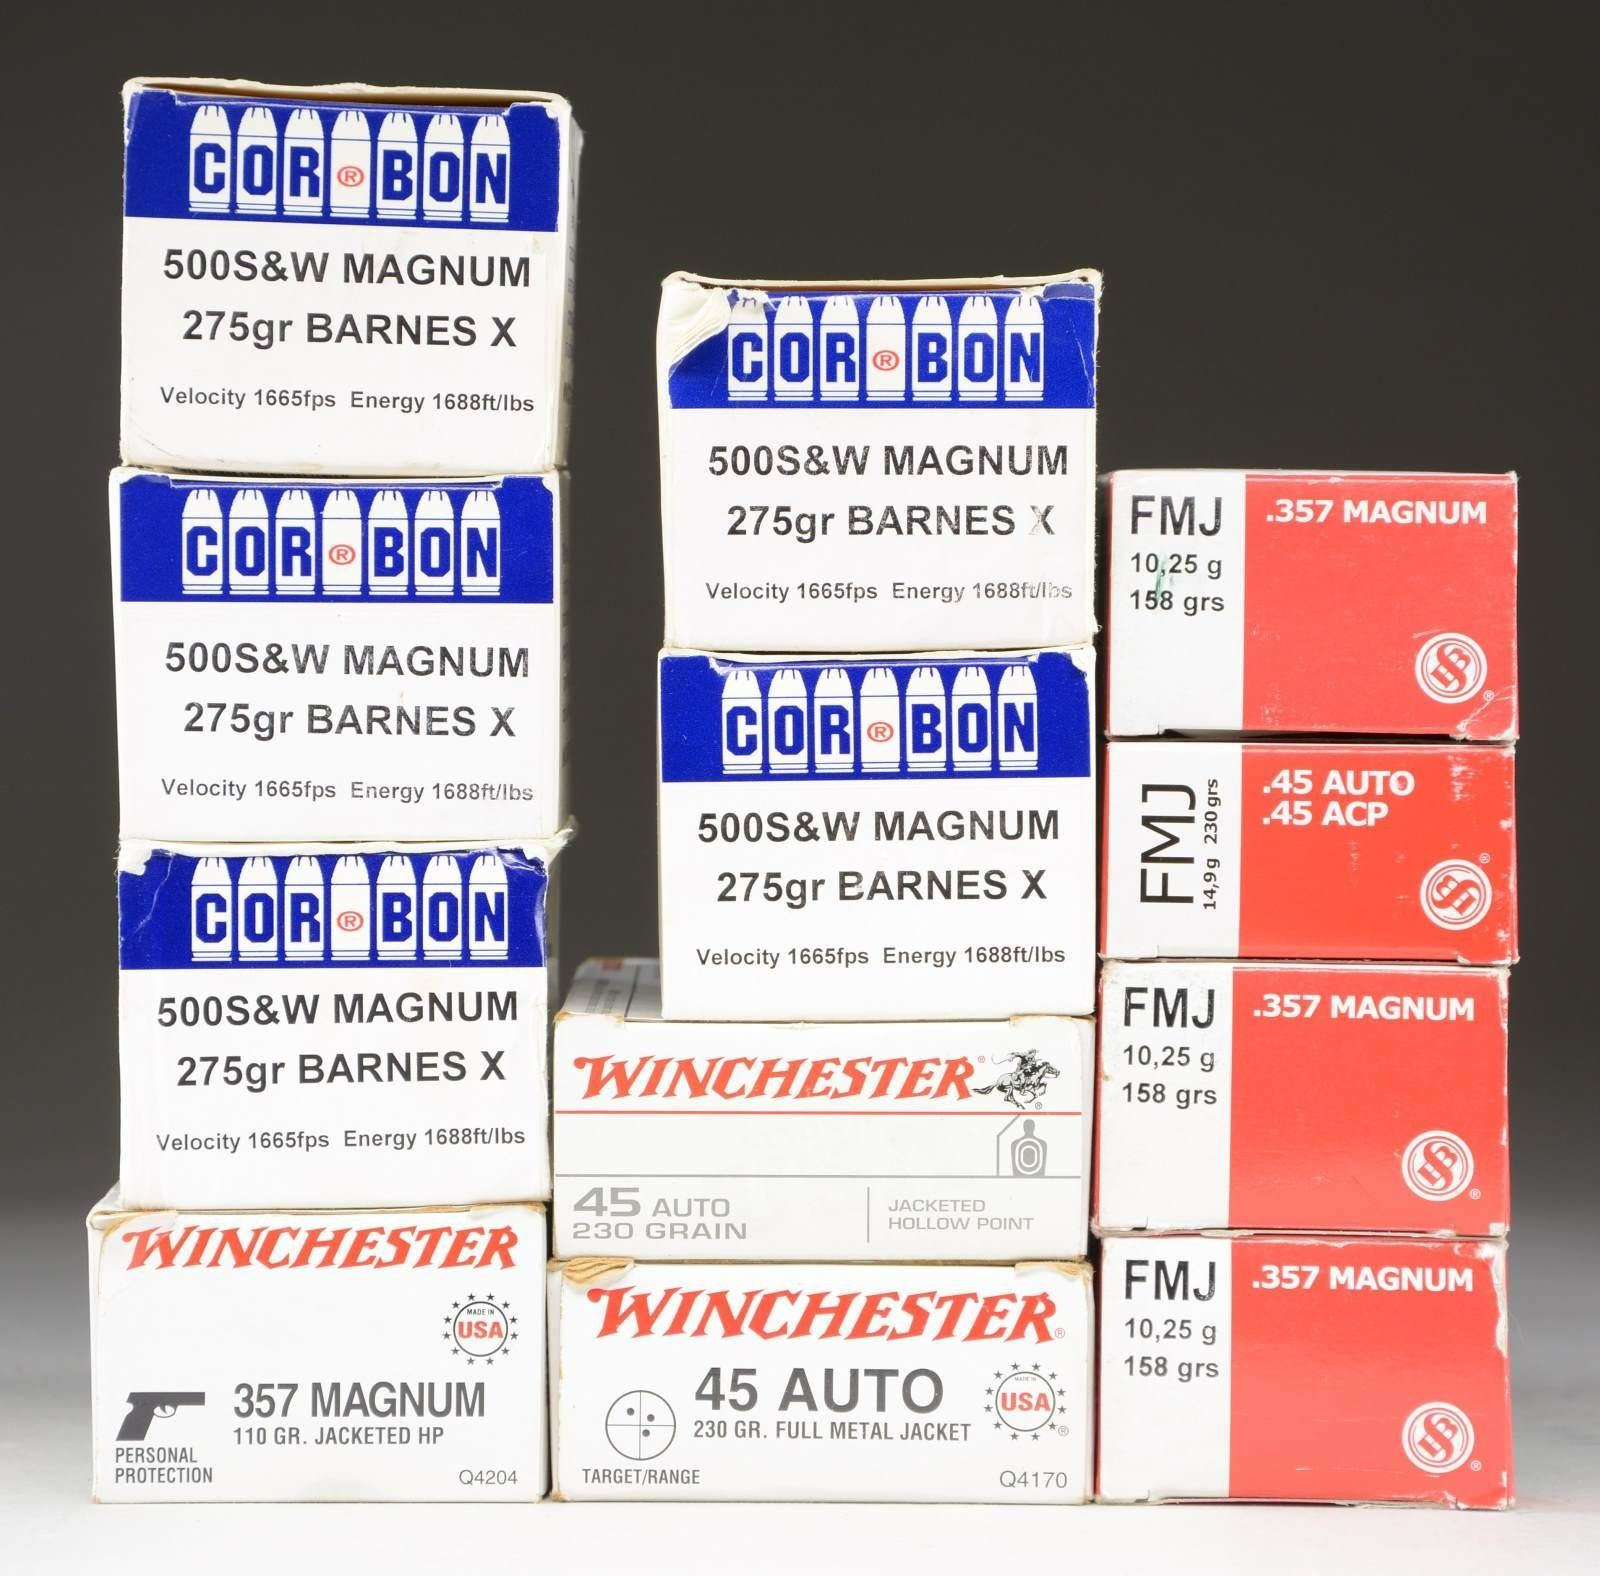 COR®BON
500S&W MAGNUM
275gr BARNES X
Velocity 1665fps Energy 1688ft/lbs
COR®BON
500S&W MAGNUM
275gr BARNES X
Velocity 1665fps Energy 1688ft/lbs
COR®BON
500S&W MAGNUM
275gr BARNES X
Velocity 1665fps Energy 1688ft/lbs
WINCHESTER
MADE IN
USA
357 MAGNUM
110 GR. JACKETED HP
PERSONAL
PROTECTION
Q4204
COR®BON
500S&W MAGNUM
275gr BARNES X
Velocity 1665fps Energy 1688ft/lbs
COR®BON
500S&W MAGNUM
275gr BARNES X
Velocity 1665fps Energy 1688ft/lbs
WINCHESTER®
®
45 AUTO
230 GRAIN
JACKETED
HOLLOW POINT
WINCHESTER®
45 AUTO
230 GR. FULL METAL JACKET
MADE IN
USA
®
TARGET/RANGE
Q4170
FMJ
10,25 g
158 grs
.357 MAGNUM
S&B®
FMJ
14,9 g 230 grs
.45 AUTO
.45 ACP
S&B®
FMJ
10,25 g
158 grs
.357 MAGNUM
S&B®
FMJ
10,25 g
158 grs
.357 MAGNUM
S&B®